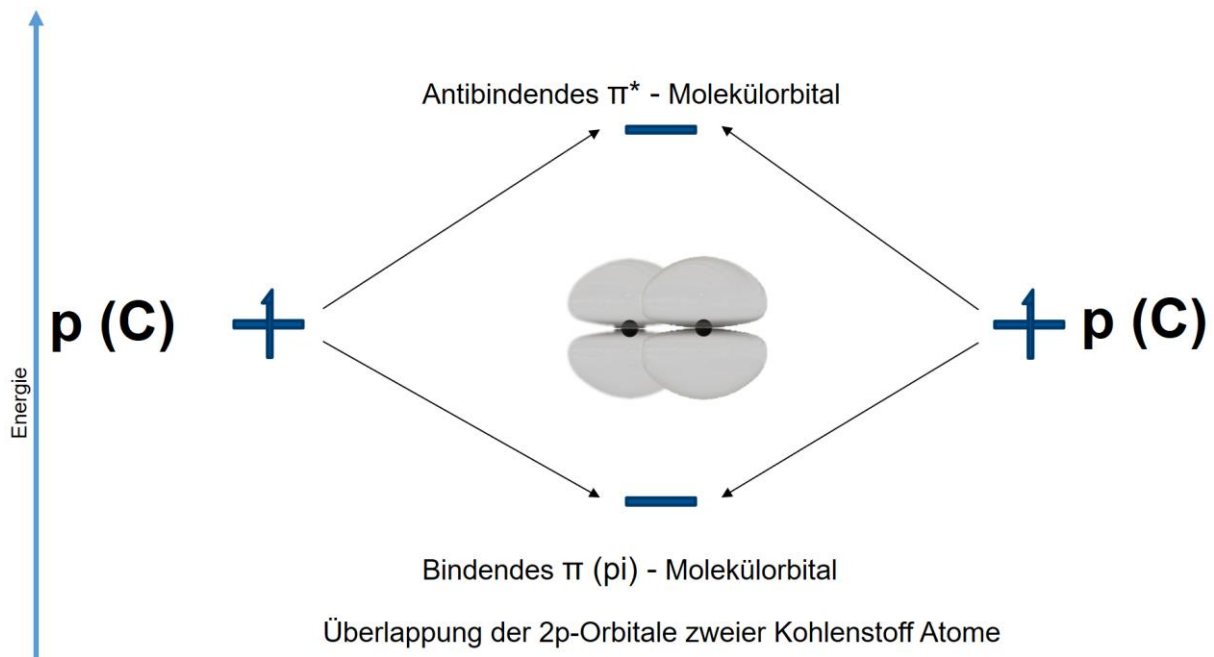 Antibindendes π* - Molekülorbital
p (C)
p (C)
Energie
Bindendes π (pi) - Molekülorbital
Überlappung der 2p-Orbitale zweier Kohlenstoff Atome